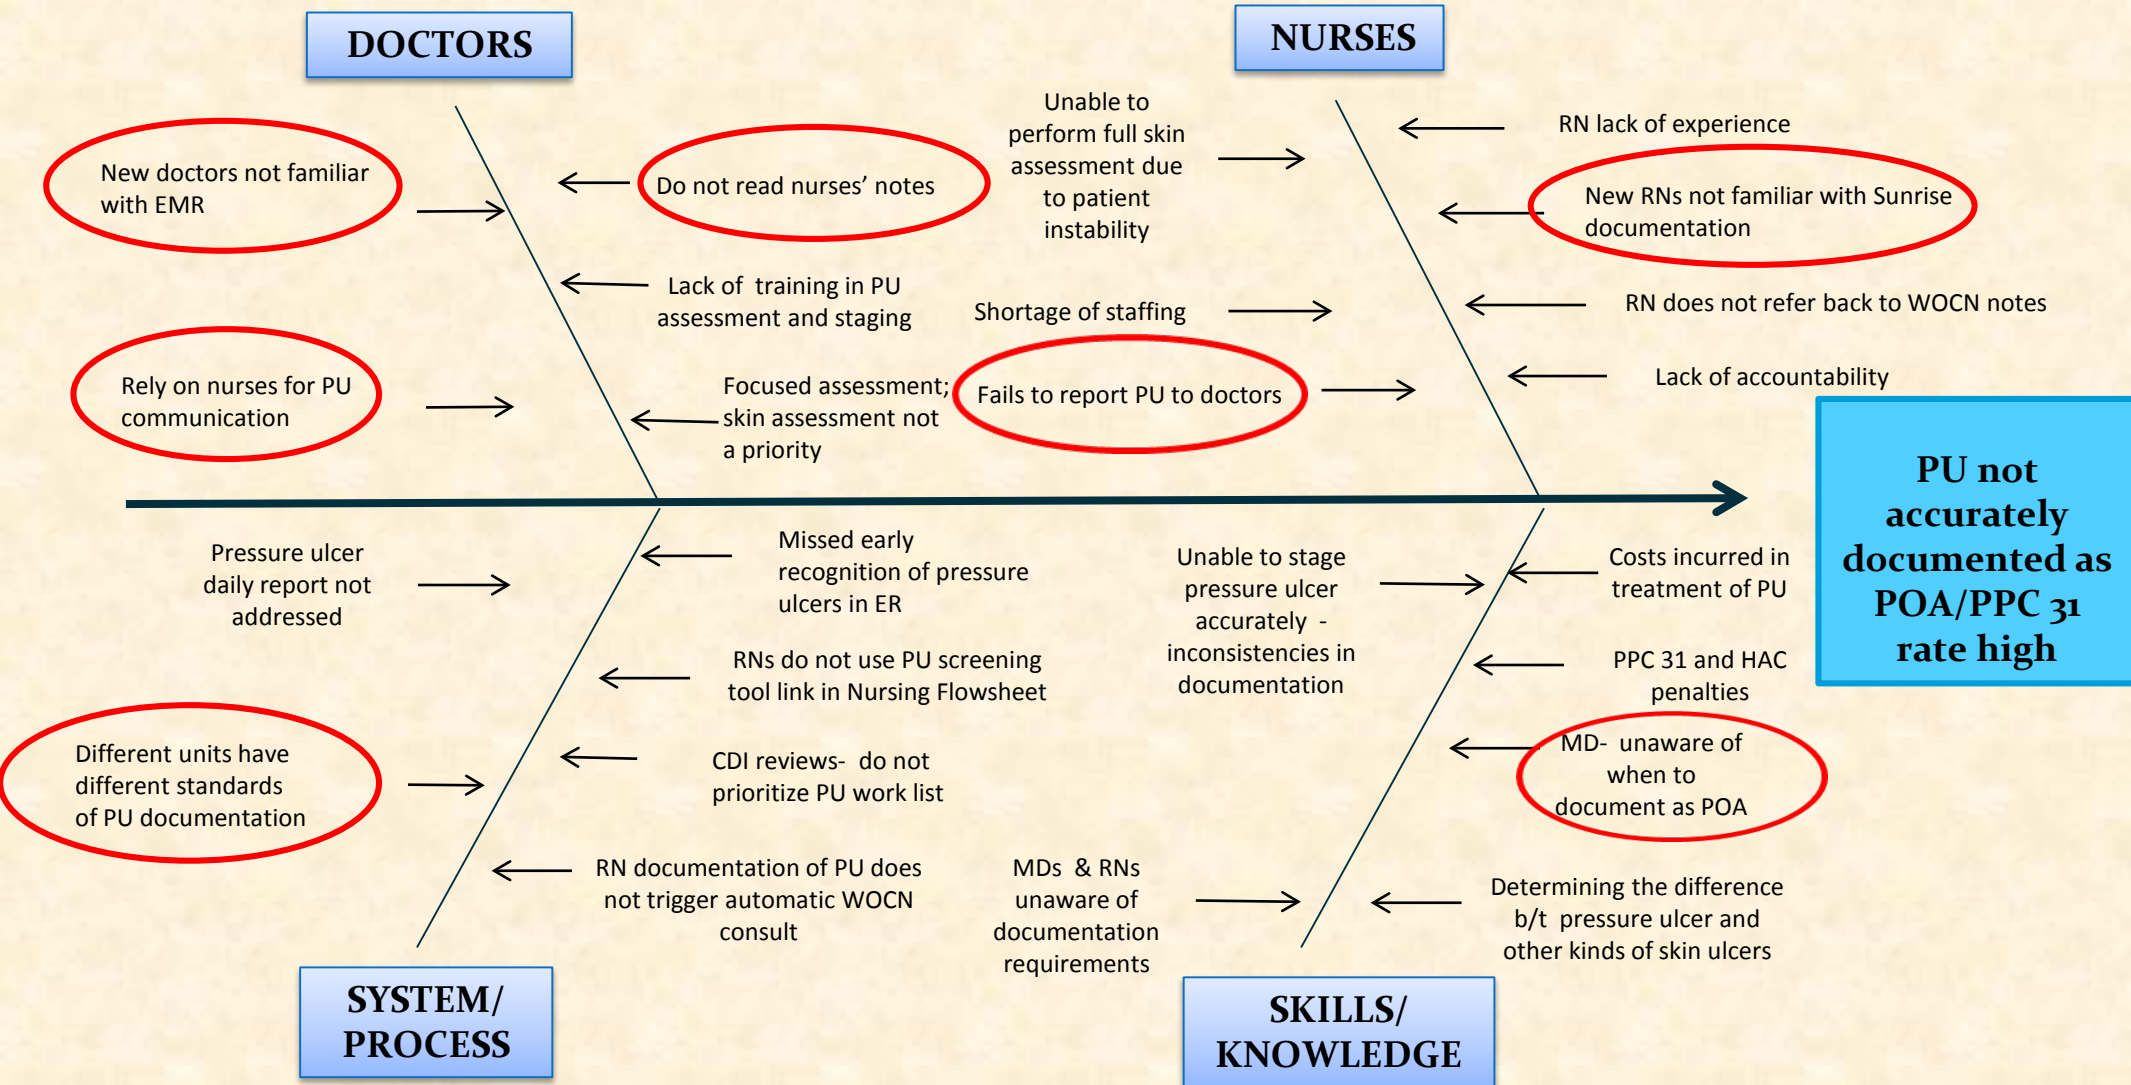 DOCTORS
New doctors not familiar
with EMR
Do not read nurses’ notes
Lack of training in PU
assessment and staging
Rely on nurses for PU
communication
Focused assessment;
skin assessment not
a priority
NURSES
Unable to
perform full skin
assessment due
to patient
instability
RN lack of experience
New RNs not familiar with Sunrise
documentation
Shortage of staffing
RN does not refer back to WOCN notes
Fails to report PU to doctors
Lack of accountability
PU not
accurately
documented as
POA/PPC 31
rate high
Pressure ulcer
daily report not
addressed
Missed early
recognition of pressure
ulcers in ER
RNs do not use PU screening
tool link in Nursing Flowsheet
Different units have
different standards
of PU documentation
CDI reviews- do not
prioritize PU work list
RN documentation of PU does
not trigger automatic WOCN
consult
SYSTEM/
PROCESS
Unable to stage
pressure ulcer
accurately -
inconsistencies in
documentation
Costs incurred in
treatment of PU
PPC 31 and HAC
penalties
MD- unaware of
when to
document as POA
MDs & RNs
unaware of
documentation
requirements
Determining the difference
b/t pressure ulcer and
other kinds of skin ulcers
SKILLS/
KNOWLEDGE